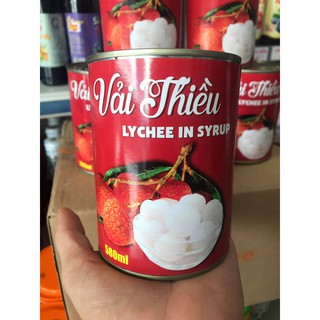 Vải Thiều
LYCHEE IN SYRUP
580ml